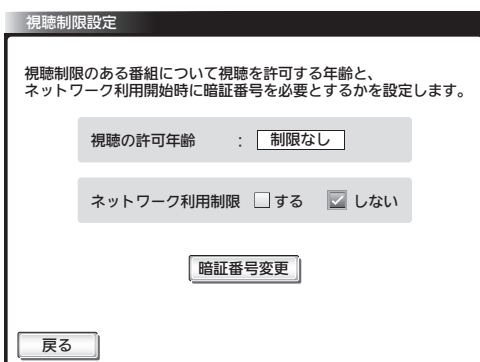 視聴制限設定
視聴制限のある番組について視聴を許可する年齢と、
ネットワーク利用開始時に暗証番号を必要とするかを設定します。
視聴の許可年齢 : 制限なし
ネットワーク利用制限 する しない
暗証番号変更
戻る